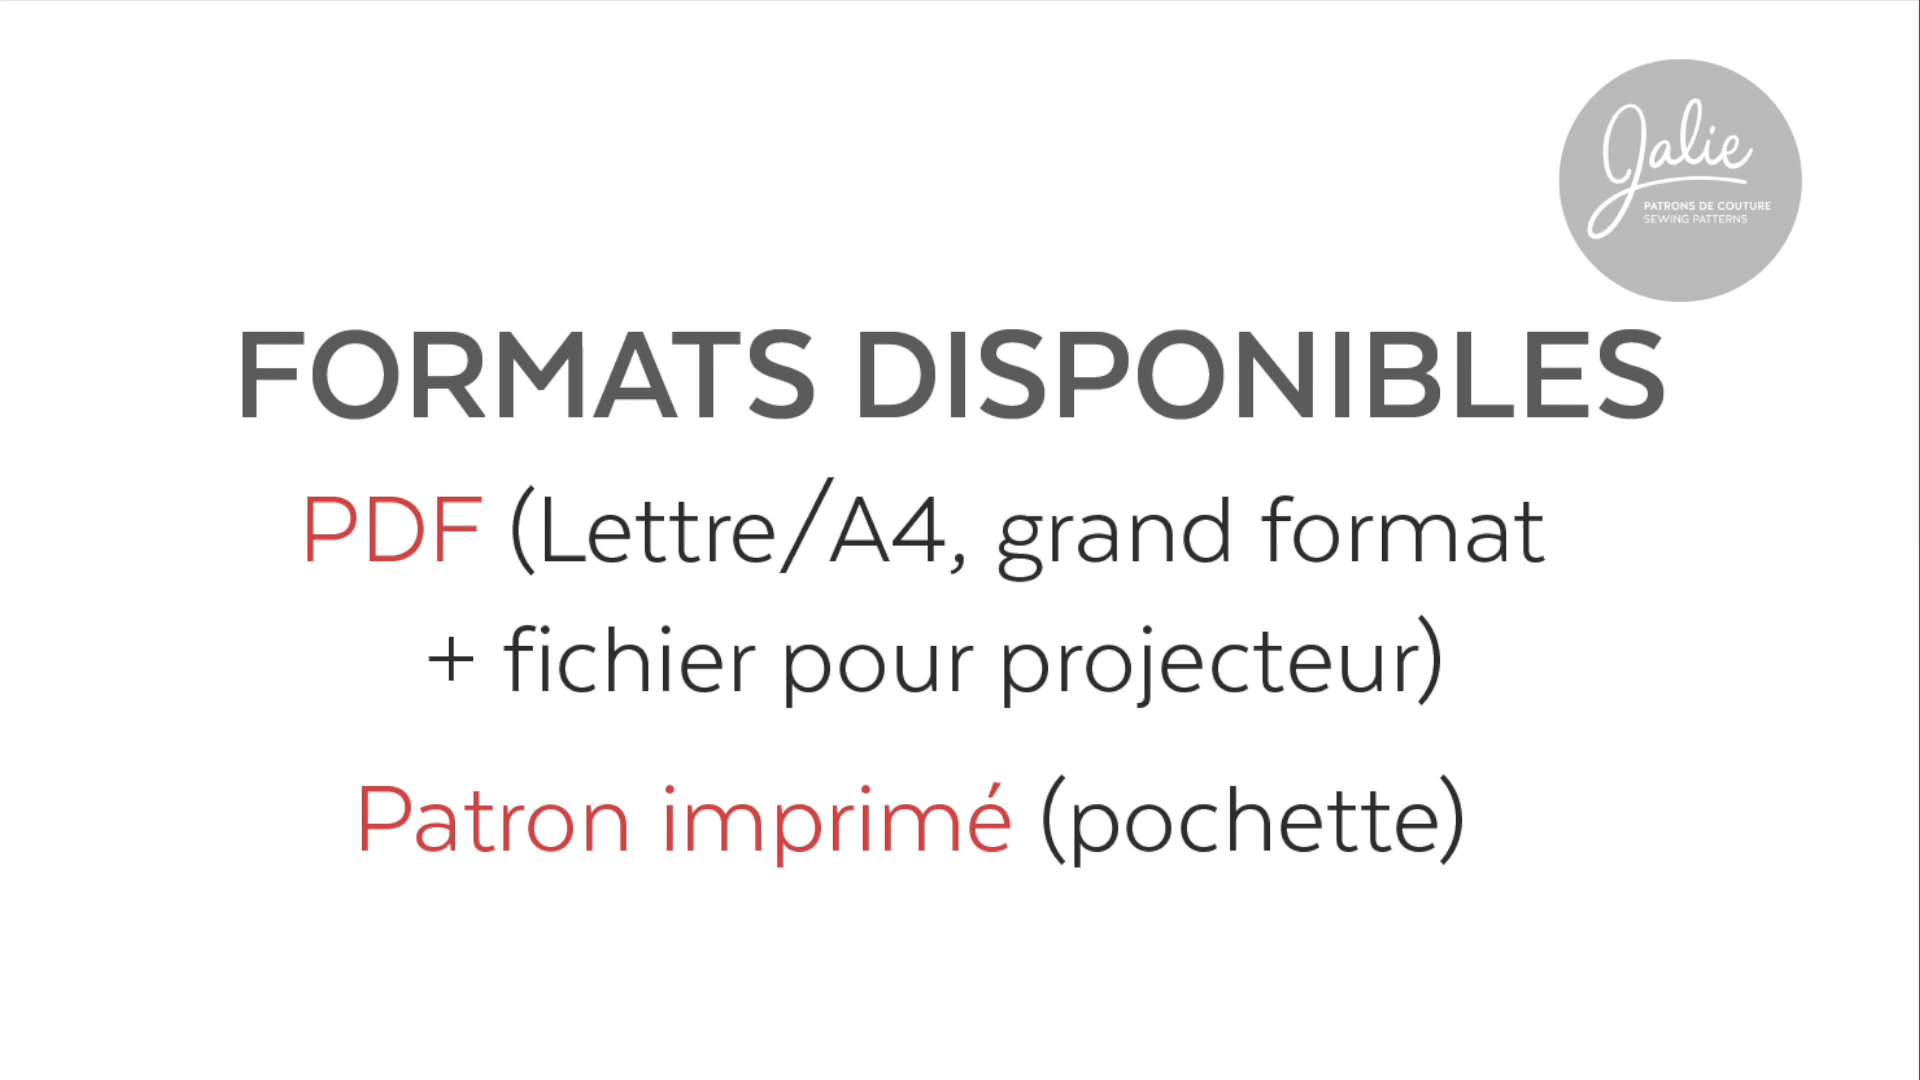 Jalie
PATRONS DE COUTURE
SEWING PATTERNS
FORMATS DISPONIBLES
PDF (Lettre/A4, grand format
+ fichier pour projecteur)
Patron imprimé (pochette)